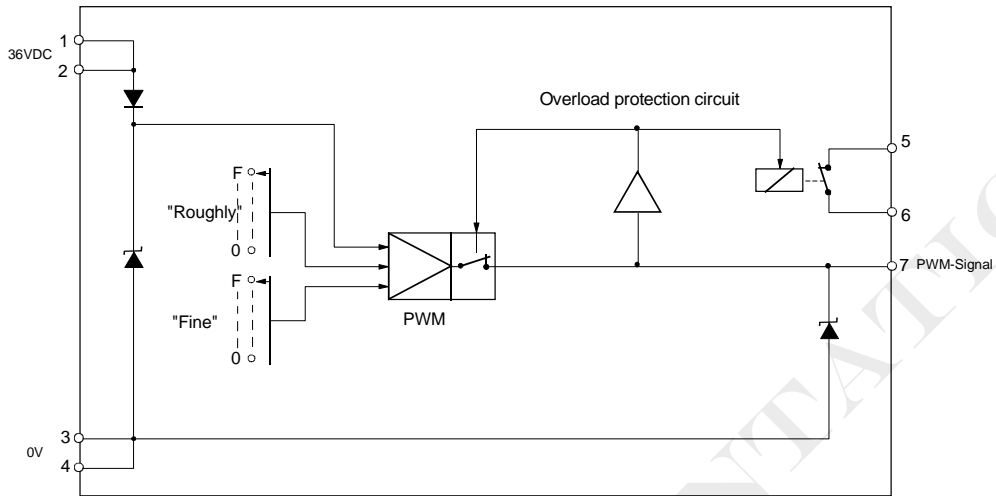 1
36VDC
2
Overload protection circuit
5
F
"Roughly"
0
6
F
7 PWM-Signal
"Fine"
PWM
0
3
0V
4